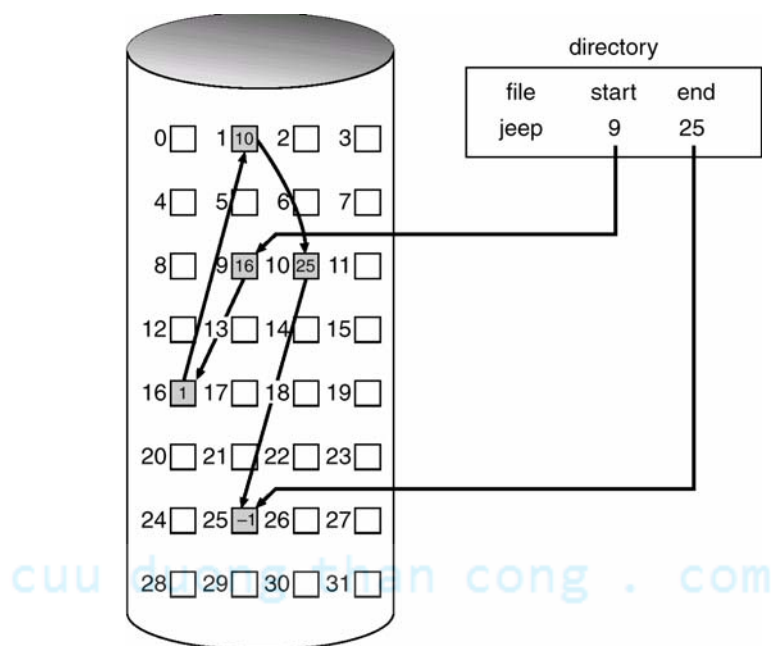 directory
file start end
jeep 9 25
0 1 10 2 3
4 5 6 7
8 9 16 10 25 11
12 13 14 15
16 1 17 18 19
20 21 22 23
24 25 -1 26 27
cuu duong than cong . com
28 29 30 31